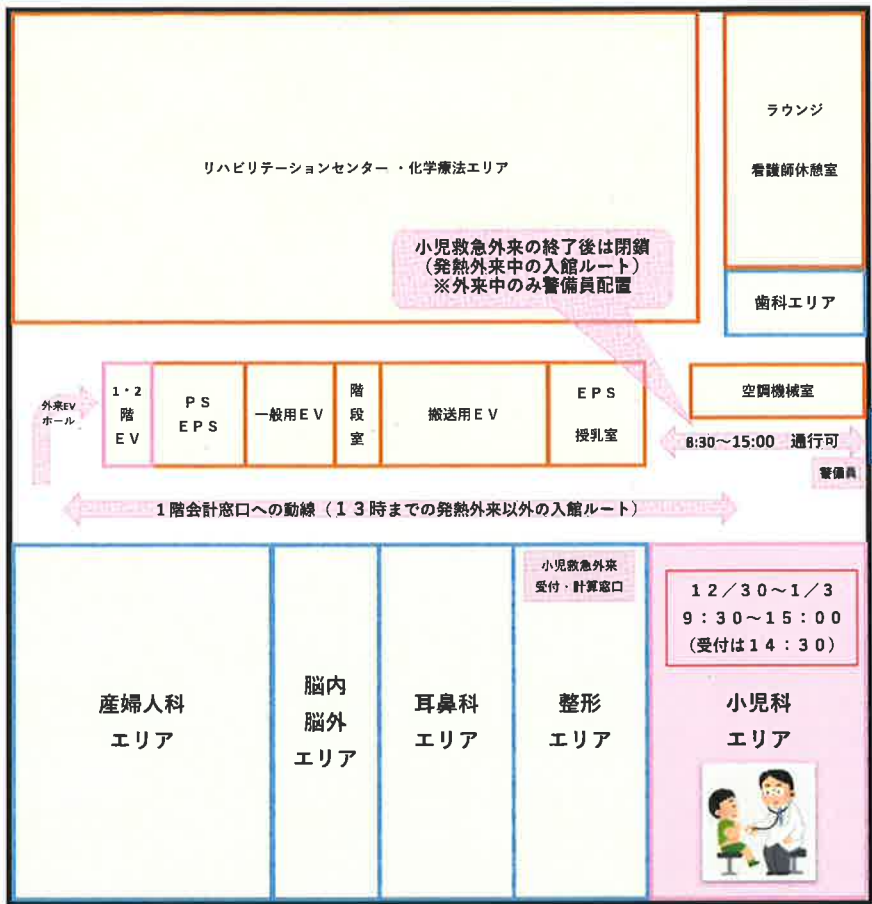 ラウンジ
看護師休憩室
リハビリテーションセンター ・化学療法エリア
小児救急外来の終了後は閉鎖
（発熱外来中の入館ルート）
※外来中のみ警備員配置
歯科エリア
外来EV
ホール
1・2
階
EV
PS
EPS
一般用EV
階
段
室
搬送用EV
EPS
授乳室
空調機械室
8:30～15:00 通行可
警備員
1階会計窓口への動線（１３時までの発熱外来以外の入館ルート）
小児救急外来
受付・計算窓口
１２／３０～１／３
９：３０～１５：００
（受付は１４：３０）
産婦人科
エリア
脳内
脳外
エリア
耳鼻科
エリア
整形
エリア
小児科
エリア